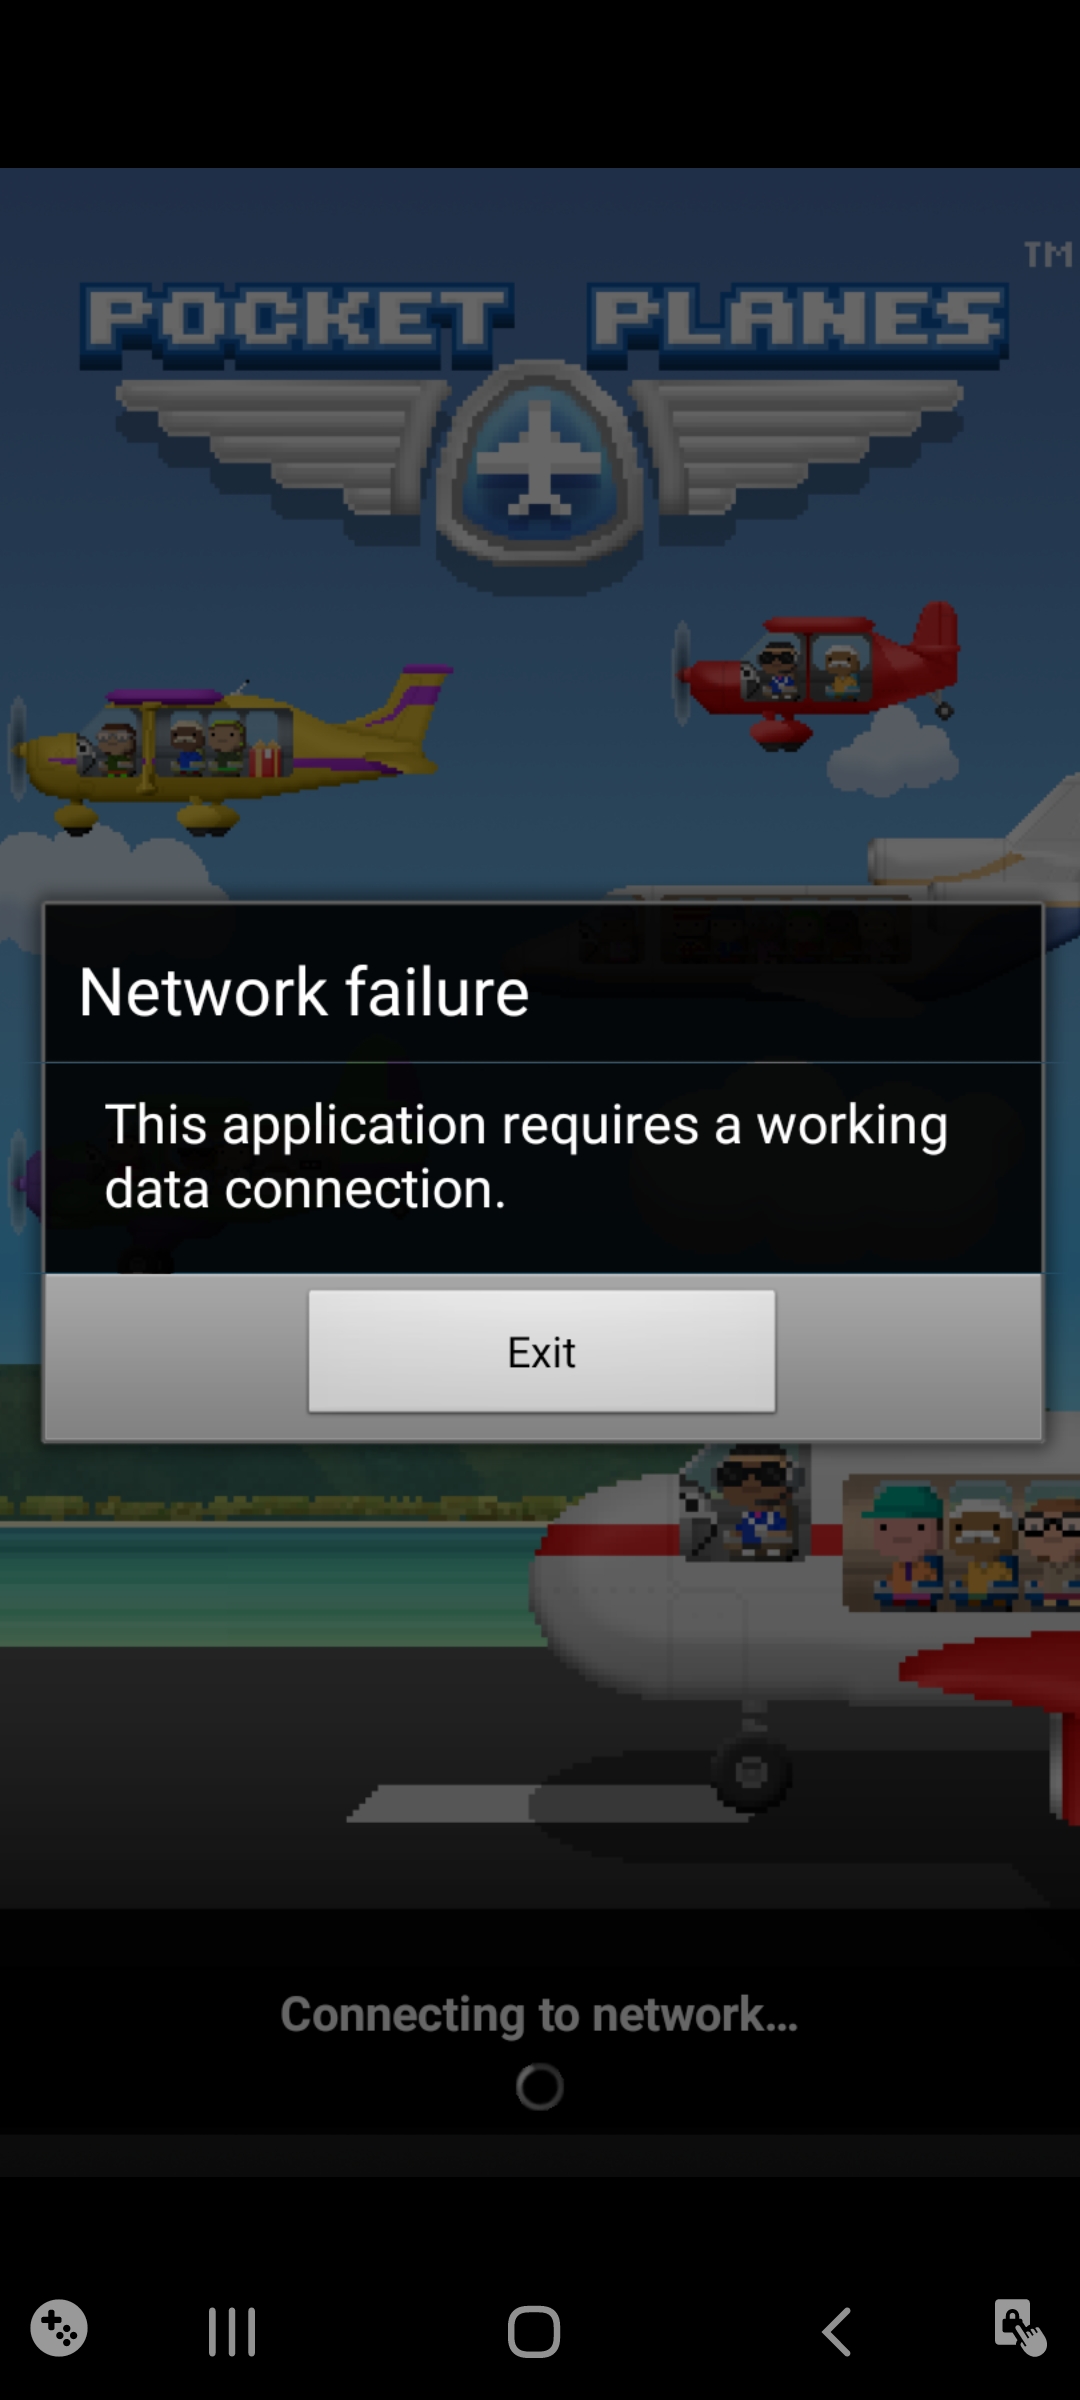 TM
POCKET PLANES
Network failure
This application requires a working
data connection.
Exit
Connecting to network...